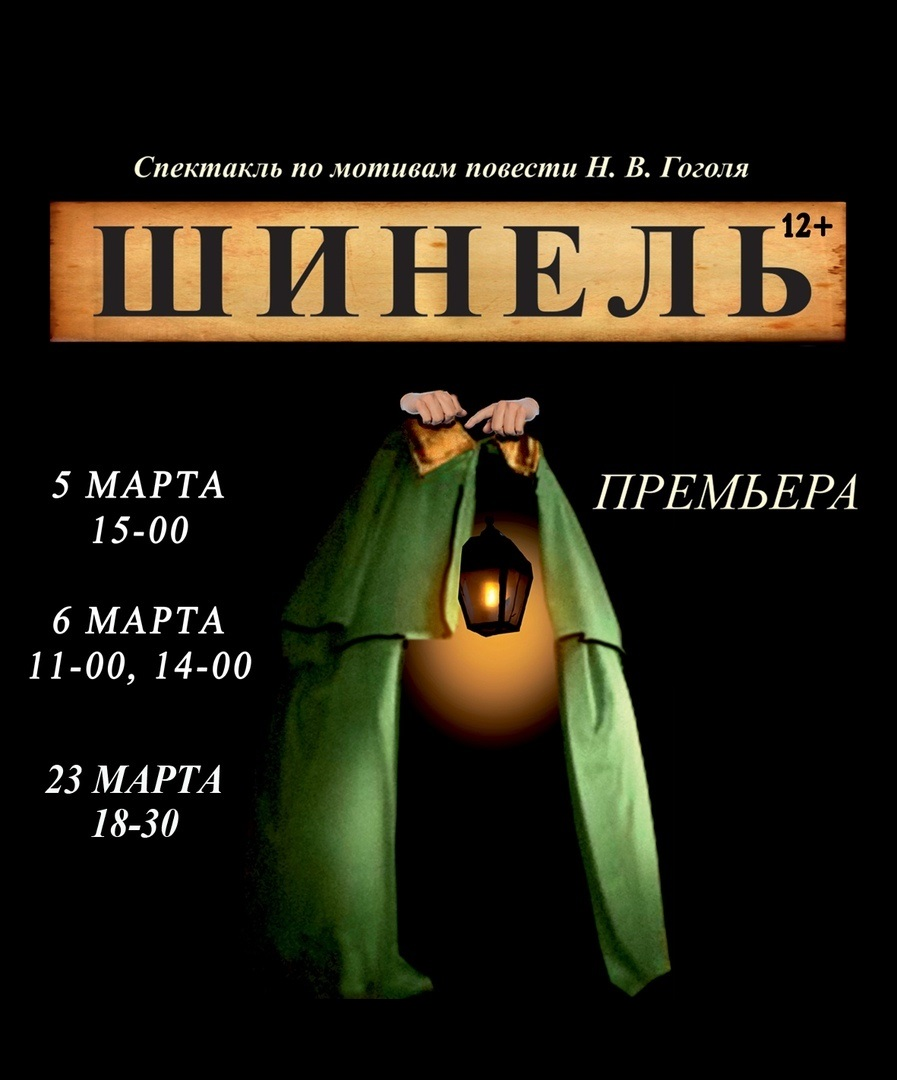 Спектакль по мотивам повести Н. В. Гоголя
ШИНЕЛЬ 12+
5 МАРТА
15-00
ПРЕМЬЕРА
6 МАРТА
11-00, 14-00
23 МАРТА
18-30